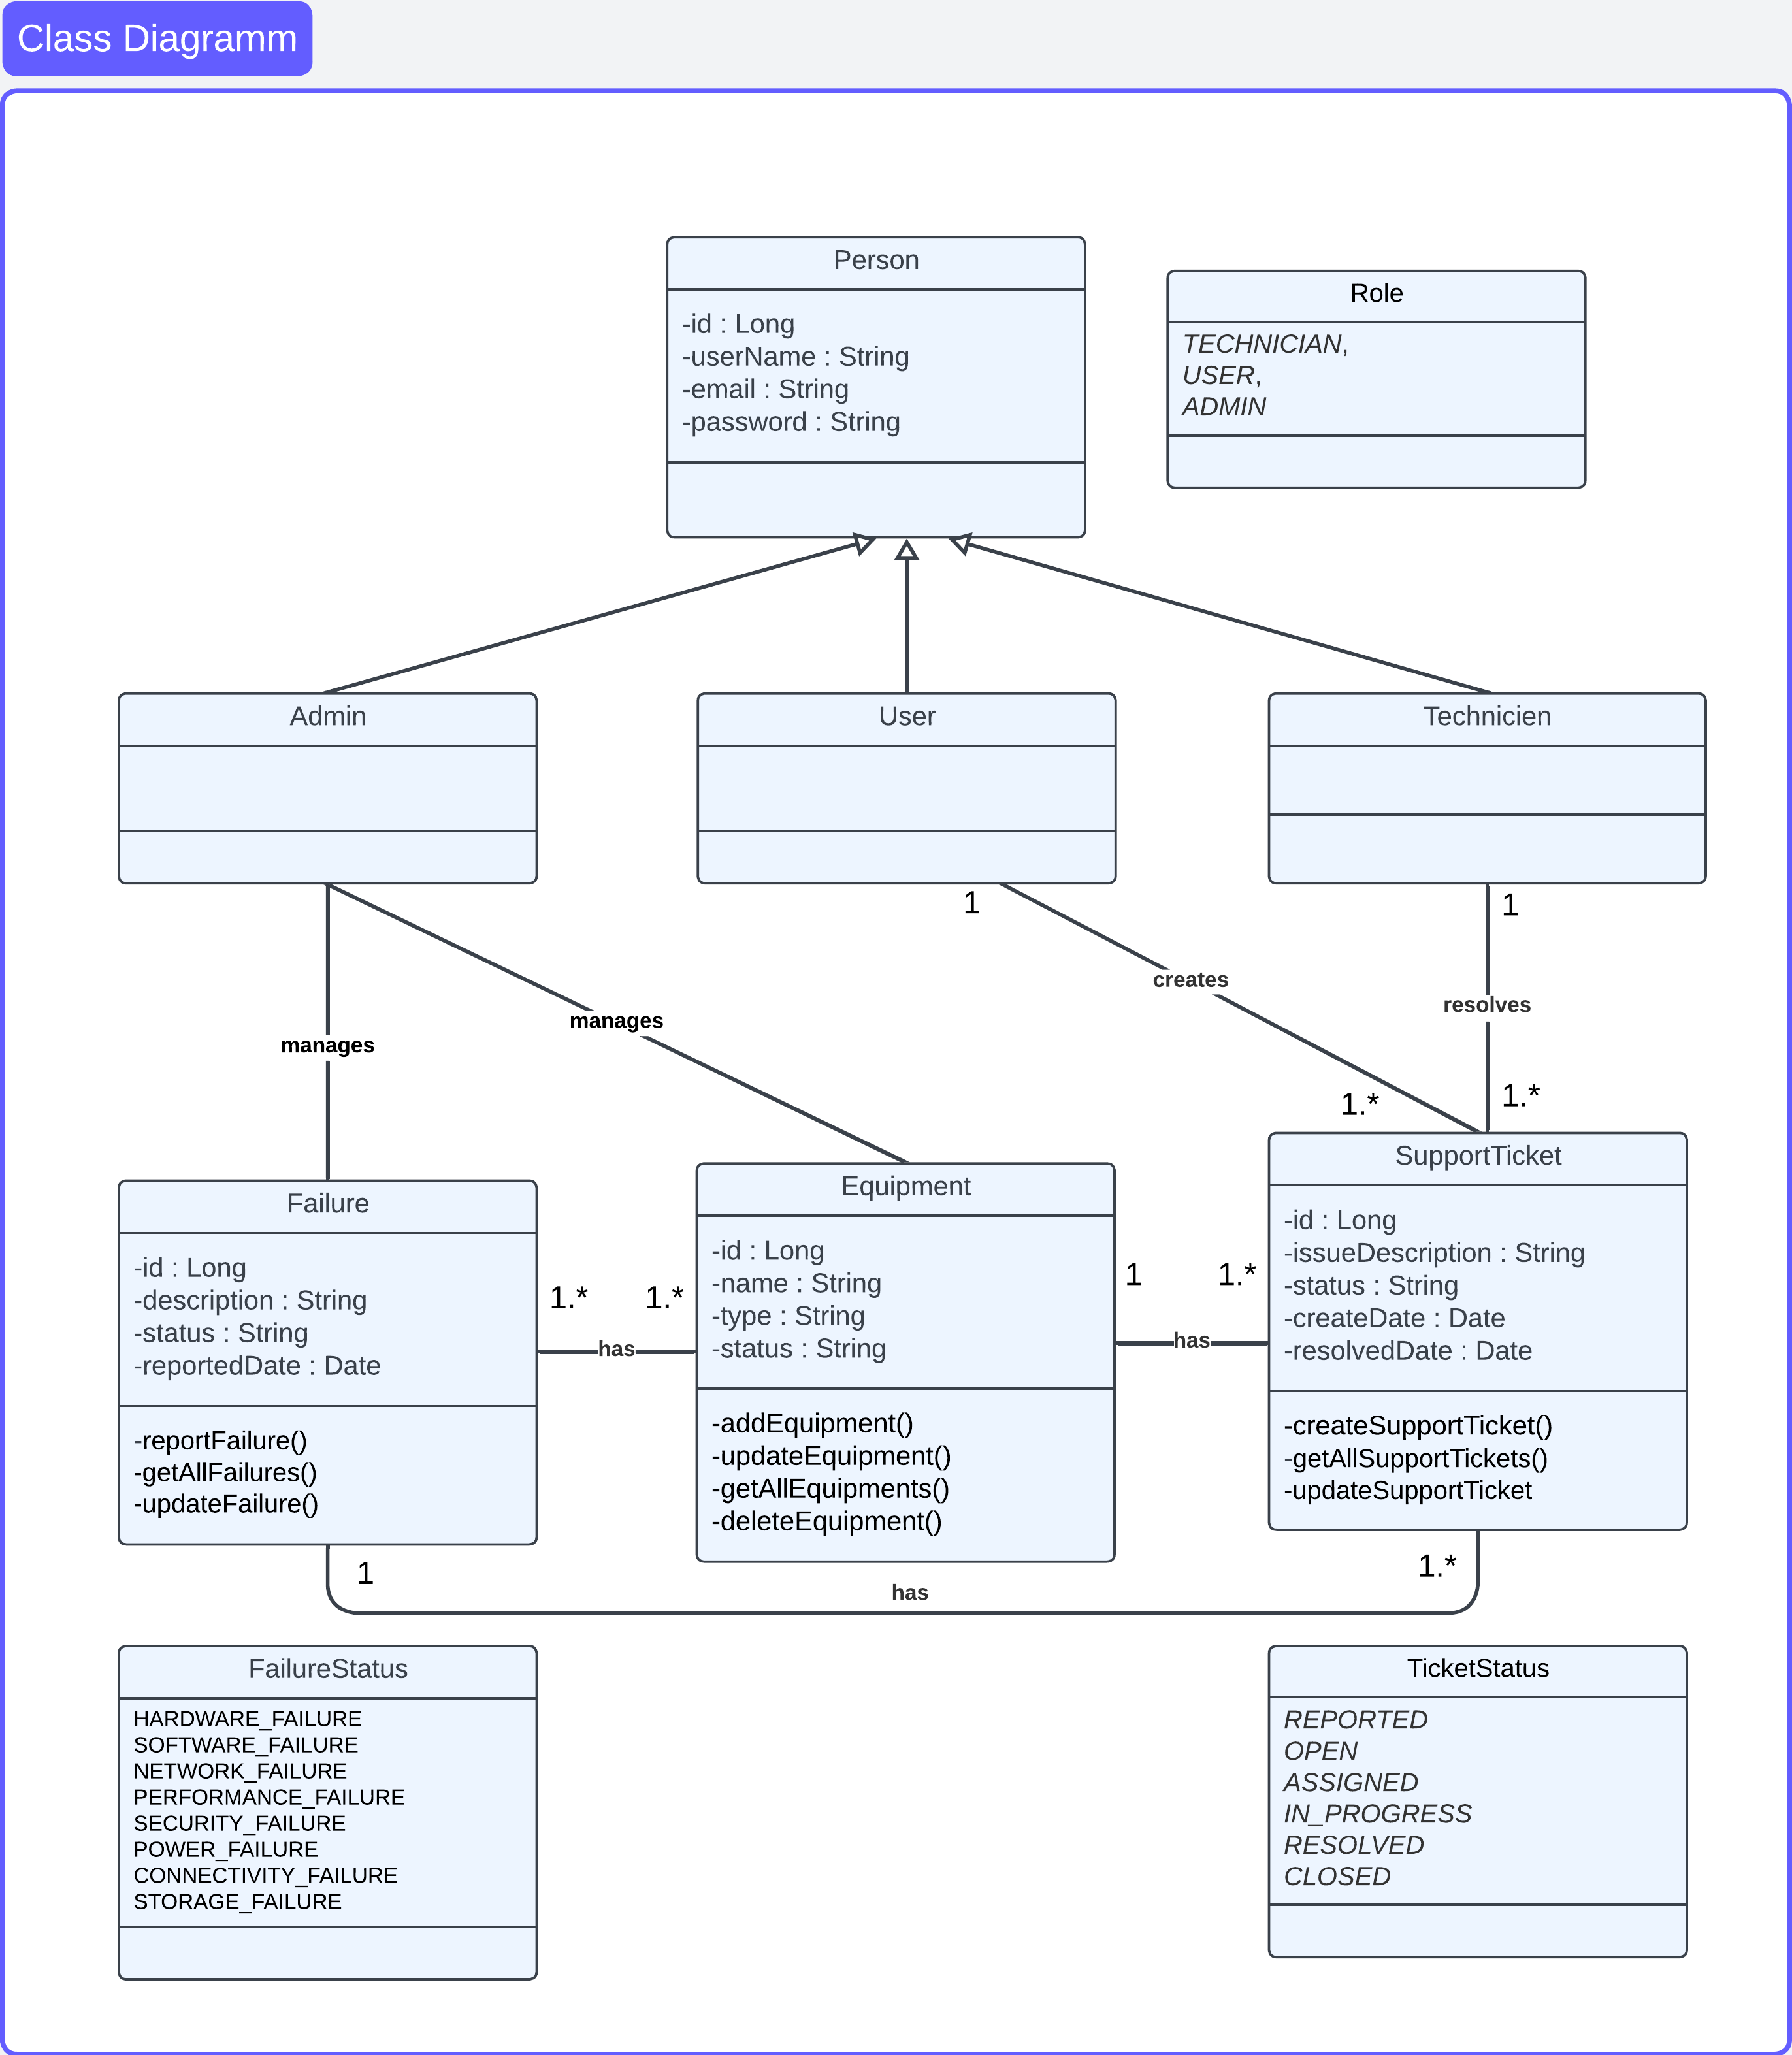 Class Diagramm
Person
-id : Long
-userName : String
-email : String
-password : String
Role
TECHNICIAN,
USER,
ADMIN
Admin
User
Technicien
1
1
creates
resolves
manages
manages
1.*
1.*
Failure
-id : Long
-description : String
-status : String
-reportedDate : Date
-reportFailure()
-getAllFailures()
-updateFailure()
1.*
1.*
has
Equipment
-id : Long
-name : String
-type : String
-status : String
-addEquipment()
-updateEquipment()
-getAllEquipments()
-deleteEquipment()
1
1.*
has
SupportTicket
-id : Long
-issueDescription : String
-status : String
-createDate : Date
-resolvedDate : Date
-createSupportTicket()
-getAllSupportTickets()
-updateSupportTicket
1
1.*
has
FailureStatus
HARDWARE_FAILURE
SOFTWARE_FAILURE
NETWORK_FAILURE
PERFORMANCE_FAILURE
SECURITY_FAILURE
POWER_FAILURE
CONNECTIVITY_FAILURE
STORAGE_FAILURE
TicketStatus
REPORTED
OPEN
ASSIGNED
IN_PROGRESS
RESOLVED
CLOSED